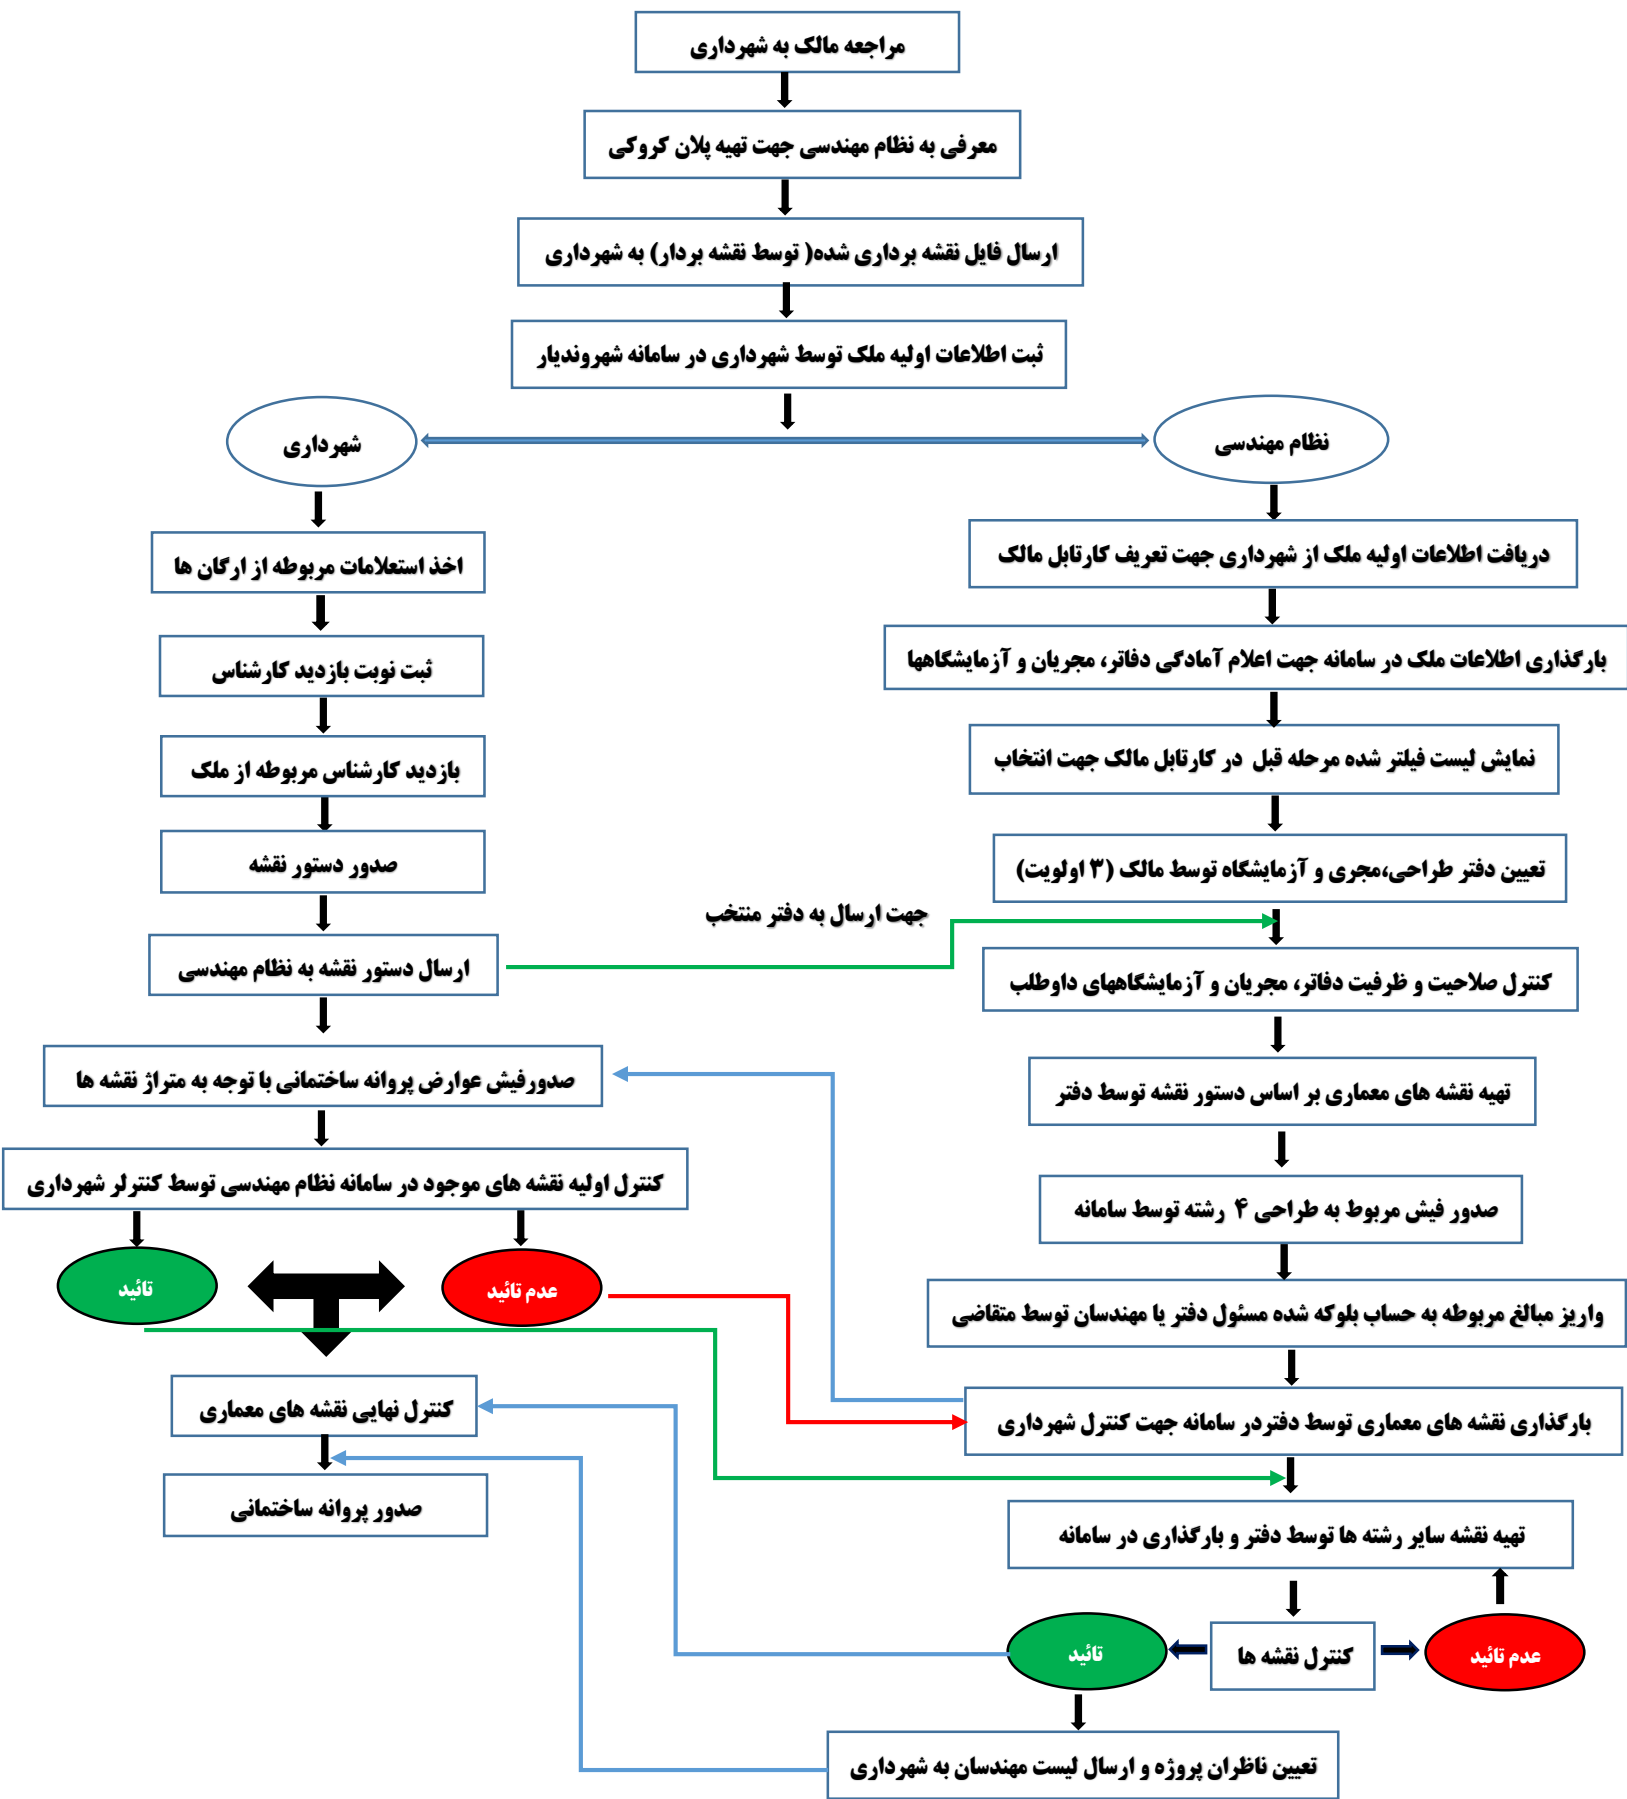 مراجعه مالک به شهرداری
معرفی به نظام مهندسی جهت تهیه پلان کروکی
ارسال فایل نقشه برداری شده( توسط نقشه بردار) به شهرداری
ثبت اطلاعات اولیه ملک توسط شهرداری در سامانه شهروندیار
نظام مهندسی
دریافت اطلاعات اولیه ملک از شهرداری جهت تعریف کارتابل مالک
بارگذاری اطلاعات ملک در سامانه جهت اعلام آمادگی دفاتر، مجریان و آزمایشگاهها
نمایش لیست فیلتر شده مرحله قبل در کارتابل مالک جهت انتخاب
تعیین دفتر طراحی،مجری و آزمایشگاه توسط مالک (۳ اولویت)
کنترل صلاحیت و ظرفیت دفاتر، مجریان و آزمایشگاههای داوطلب
تهیه نقشه های معماری بر اساس دستور نقشه توسط دفتر
صدور فیش مربوط به طراحی ۴ رشته توسط سامانه
واریز مبالغ مربوطه به حساب بلوکه شده مسئول دفتر یا مهندسان توسط متقاضی
بارگذاری نقشه های معماری توسط دفتردر سامانه جهت کنترل شهرداری
تهیه نقشه سایر رشته ها توسط دفتر و بارگذاری در سامانه
عدم تائید
کنترل نقشه ها
تائید
تعیین ناظران پروژه و ارسال لیست مهندسان به شهرداری
شهرداری
اخذ استعلامات مربوطه از ارگان ها
ثبت نوبت بازدید کارشناس
بازدید کارشناس مربوطه از ملک
صدور دستور نقشه
جهت ارسال به دفتر منتخب
ارسال دستور نقشه به نظام مهندسی
صدورفیش عوارض پروانه ساختمانی با توجه به متراژ نقشه ها
کنترل اولیه نقشه های موجود در سامانه نظام مهندسی توسط کنترلر شهرداری
عدم تائید
تائید
کنترل نهایی نقشه های معماری
صدور پروانه ساختمانی